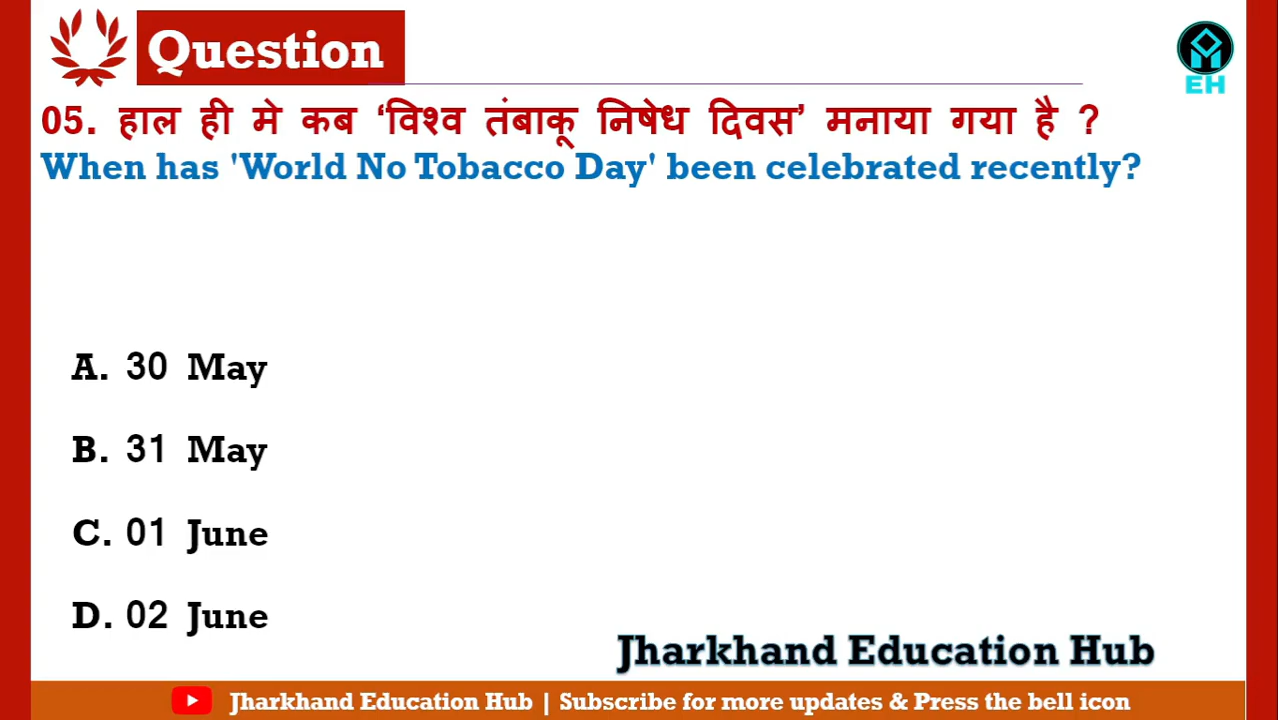 Question
EH
05. हाल ही मे कब ‘विश्व तंबाकू निषेध दिवस’ मनाया गया है ?
When has 'World No Tobacco Day' been celebrated recently?
A. 30 May
B. 31 May
C. 01 June
D. 02 June
Jharkhand Education Hub
Jharkhand Education Hub | Subscribe for more updates & Press the bell icon